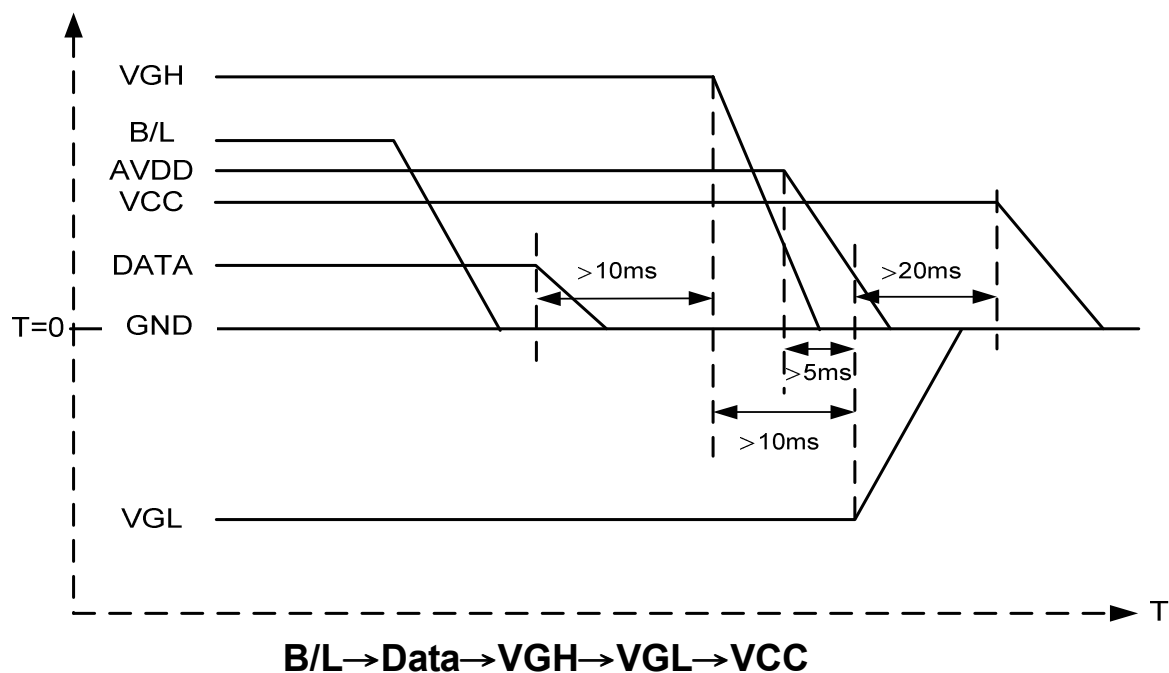 VGH
B/L
AVDD
VCC
DATA
>10ms
>20ms
T=0
GND
>5ms
>10ms
VGL
T
B/L→Data→VGH→VGL→VCC